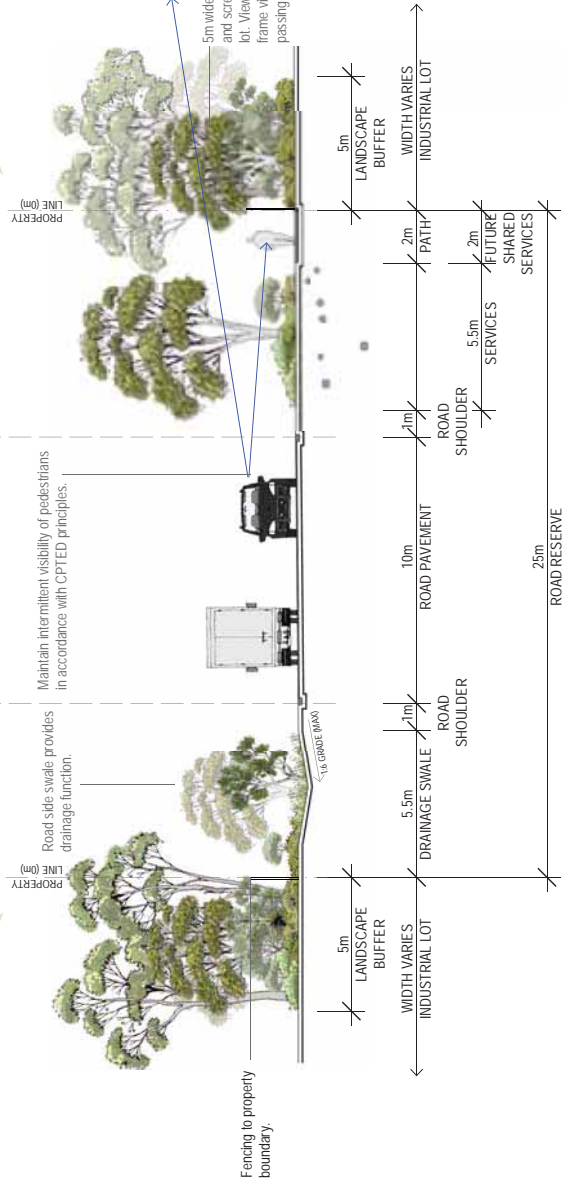 Fencing to property
boundary.
PROPERTY
LINE (0m)
Road side swale provides
drainage function.
Maintain intermittent visibility of pedestrians
in accordance with CPTED principles.
PROPERTY
LINE (0m)
5m wide
and scre
lot. View
frame vi
passing
1:6 GRADE (MAX)
5m
LANDSCAPE
BUFFER
5m
LANDSCAPE
BUFFER
WIDTH VARIES
INDUSTRIAL LOT
5.5m
DRAINAGE SWALE
1m
ROAD
SHOULDER
10m
ROAD PAVEMENT
1m
ROAD
SHOULDER
2m
PATH
WIDTH VARIES
INDUSTRIAL LOT
5.5m
SERVICES
2m
FUTURE
SHARED
SERVICES
25m
ROAD RESERVE